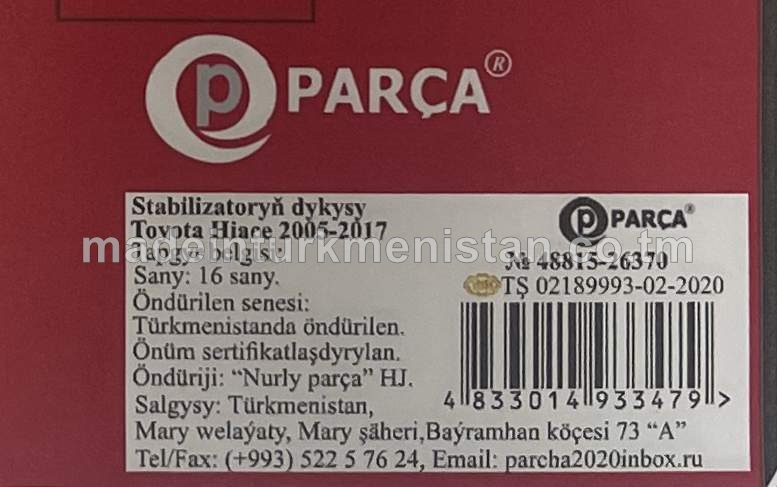 PARÇA®
Stabilizatoryň dykysy
Toyota Hiace 2005-2017
Tapgyr belgisi:
Sany: 16 sany.
Öndürilen senesi:
Türkmenistanda öndürilen.
Önüm sertifikatlaşdyrylan.
Öndüriji: “Nurly parça” HJ.
Salgysy: Türkmenistan,
Mary welaýaty, Mary şäheri,Baýramhan köçesi 73 “A”
Tel/Fax: (+993) 522 5 76 24, Email: parcha2020inbox.ru
PARÇA®
№ 48815-26370
TŞ 02189993-02-2020
4 833014 933479 >
madeinturkmenistan.com.tm